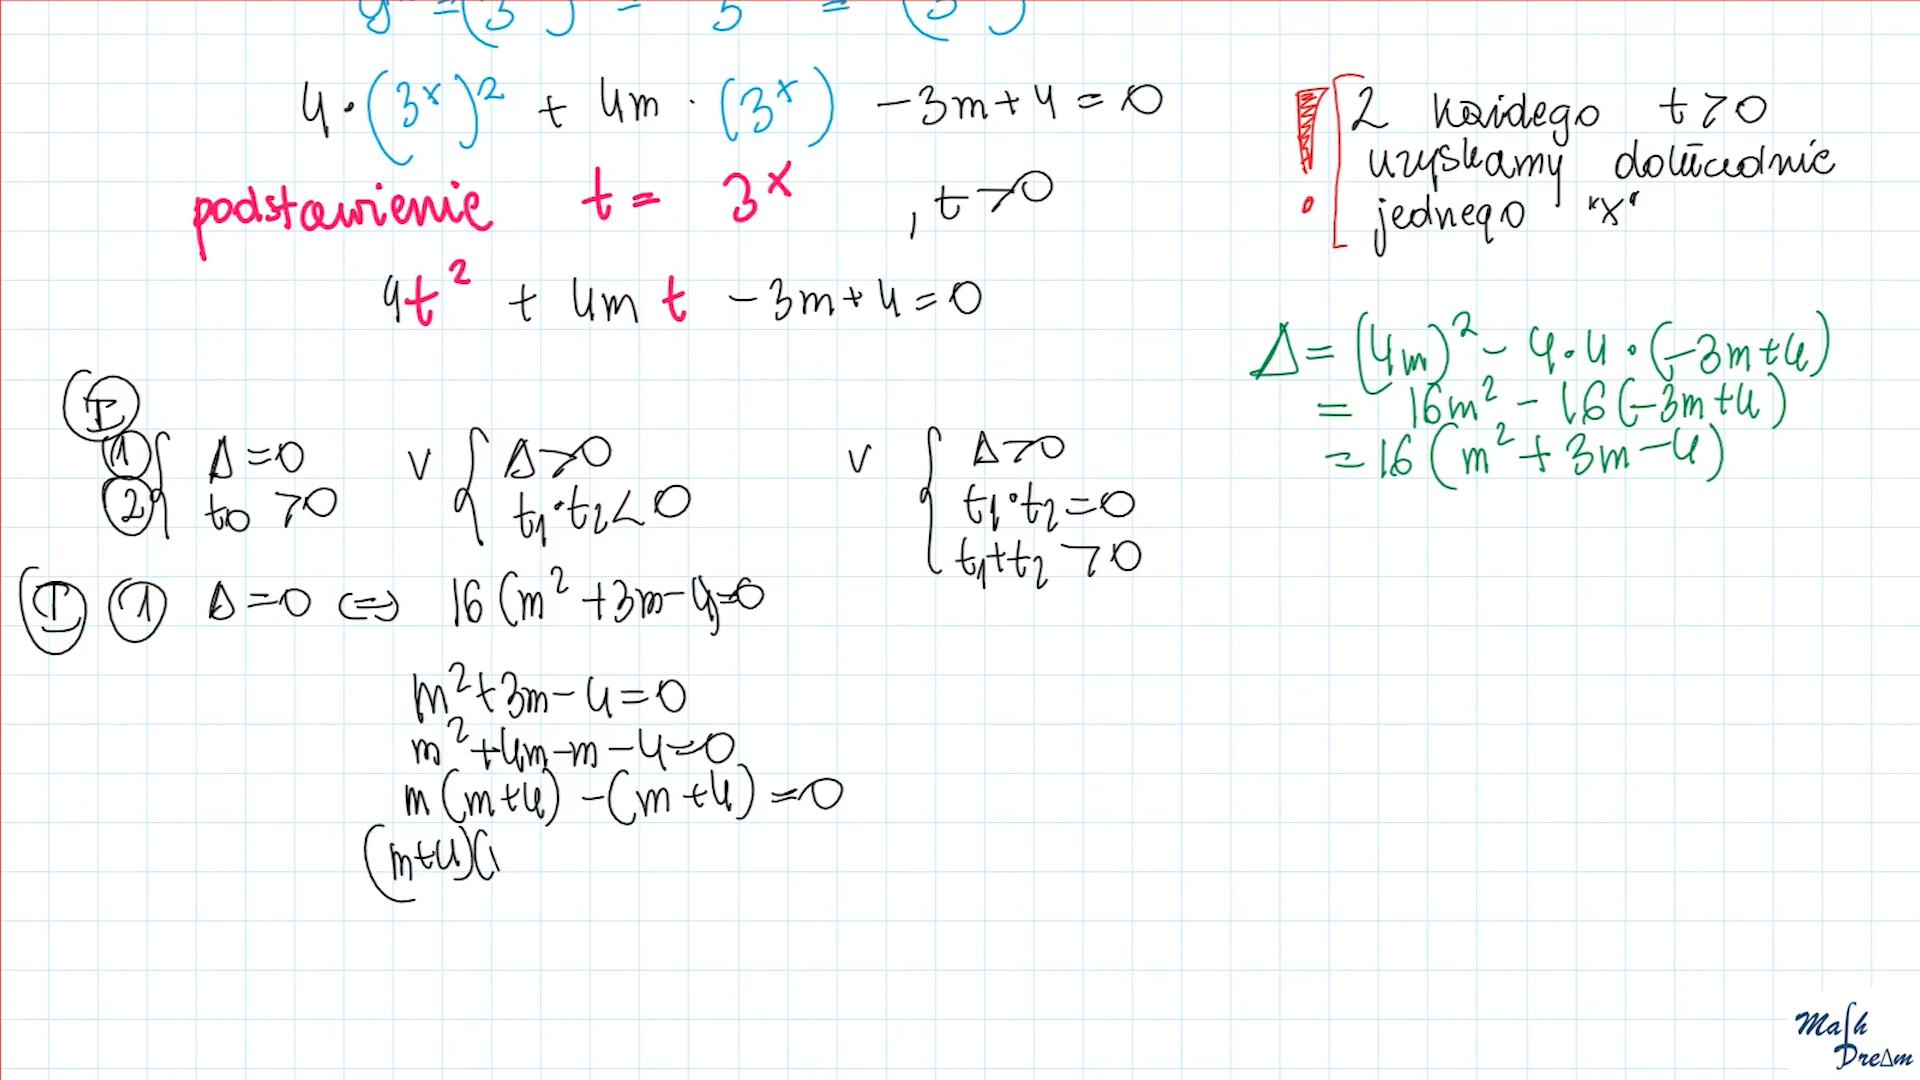 4·(3^x)^2 + 4m·(3^x) -3m+4=0
podstawienie t= 3^x , t>0
4t^2 + 4m t -3m+4=0
! Z każdego t>0
uzyskamy dokładnie
jednego "x"
Δ= (4m)^2 - 4·4·(-3m+4)
= 16m^2 - 16(-3m+4)
=16(m^2+3m-4)
I
1 { Δ=0 v { Δ>0 v { Δ>0
2 t0 >0 t1·t2<0 t1·t2=0
t1+t2 >0
I 1 Δ=0 ⇔ 16(m^2+3m-4)=0
m^2+3m-4=0
m^2+4m-m-4=0
m(m+4) -(m+4)=0
(m+4)(
Math
DreΔm